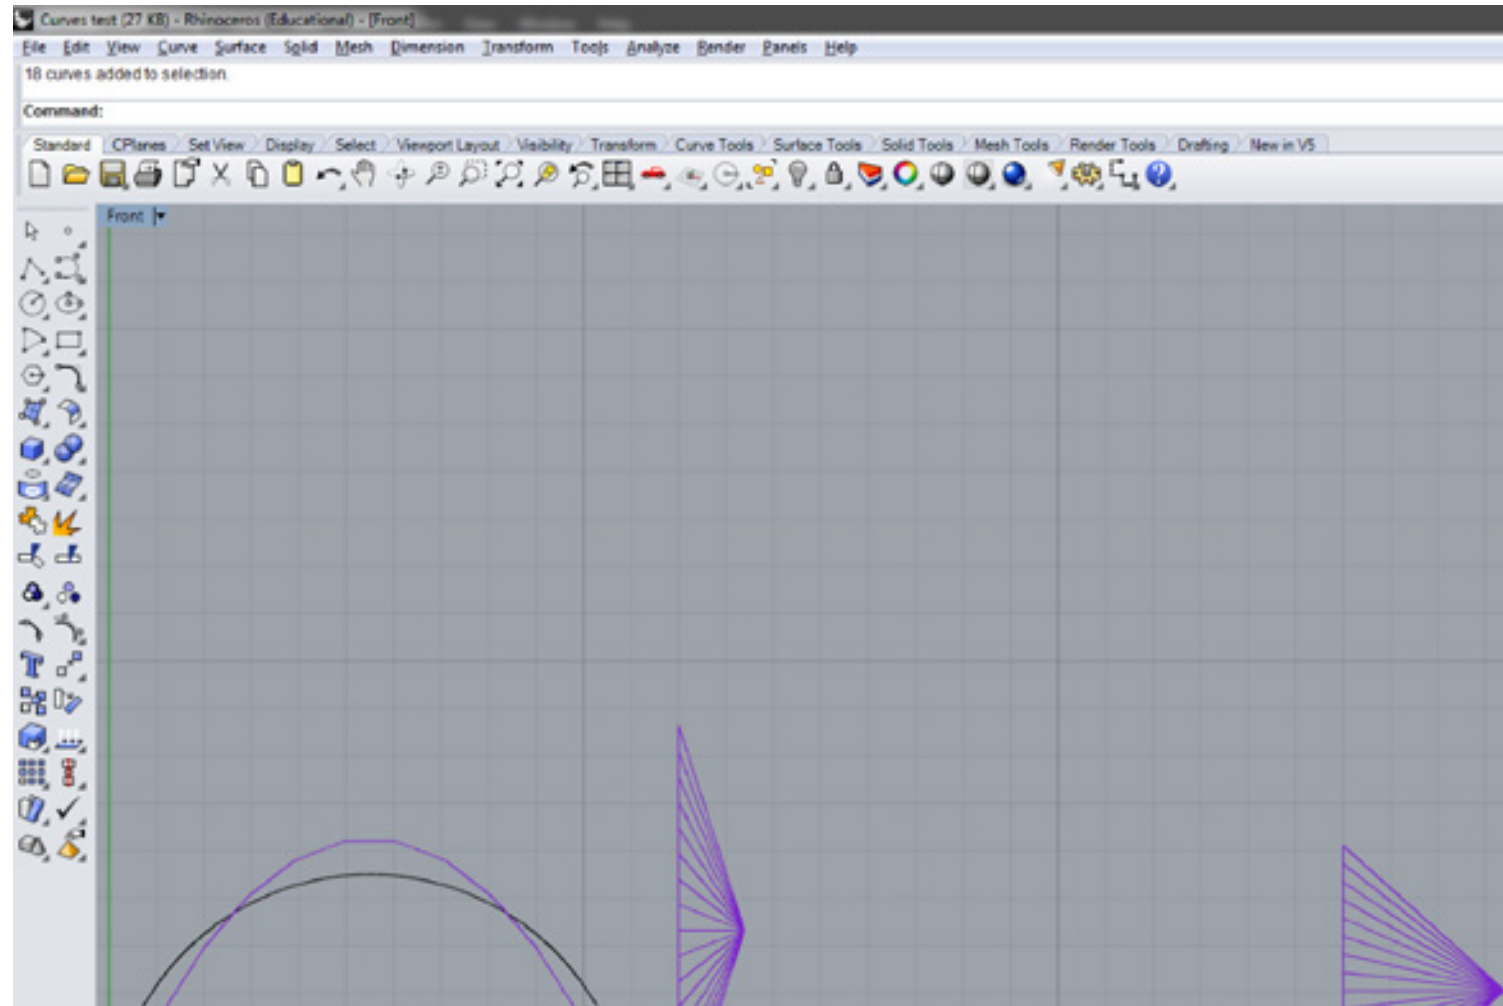 Curves test (27 KB) - Rhinoceros (Educational) - [Front]
File Edit View Curve Surface Solid Mesh Dimension Transform Tools Analyze Render Panels Help
18 curves added to selection.
Command:
Standard CPlanes Set View Display Select Viewport Layout Visibility Transform Curve Tools Surface Tools Solid Tools Mesh Tools Render Tools Drafting New in V5
Front